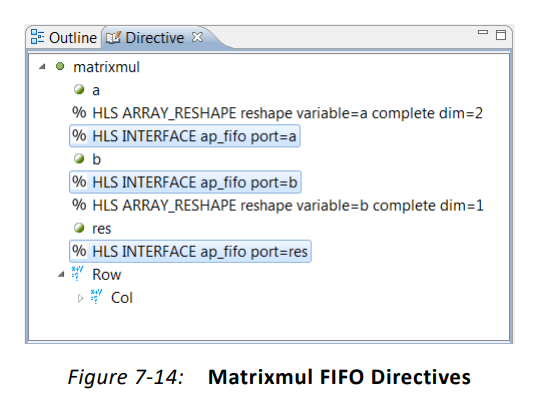 Outline Directive
matrixmul
a
% HLS ARRAY_RESHAPE reshape variable=a complete dim=2
% HLS INTERFACE ap_fifo port=a
b
% HLS INTERFACE ap_fifo port=b
% HLS ARRAY_RESHAPE reshape variable=b complete dim=1
res
% HLS INTERFACE ap_fifo port=res
Row
Col
Figure 7-14: Matrixmul FIFO Directives